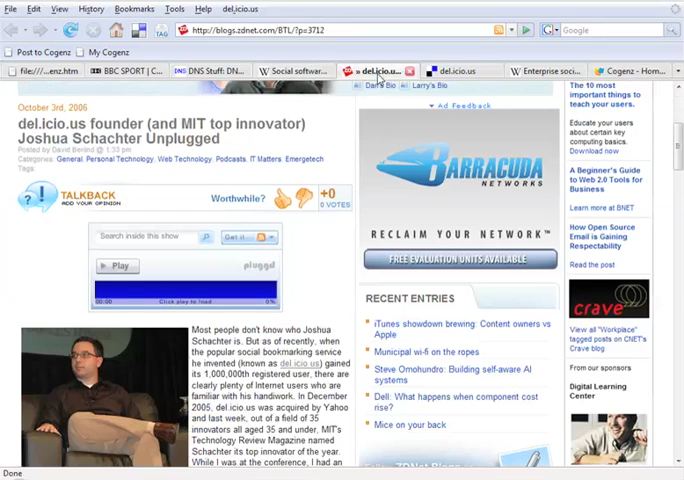 File Edit View History Bookmarks Tools Help del.icio.us
TAG
http://blogs.zdnet.com/BTL/?p=3712
Google
Post to Cogenz My Cogenz
file:///...enz.htm
BBC SPORT | C...
DNS Stuff: DN...
Social softwar...
» del.icio.u...
del.icio.us
Enterprise soci...
Cogenz - Hom...
October 3rd, 2006
del.icio.us founder (and MIT top innovator)
Joshua Schachter Unplugged
Posted by David Berlind @ 1:33 pm
Categories: General, Personal Technology, Web Technology, Podcasts, IT Matters, Emergetech
Tags:
TALKBACK
ADD YOUR OPINION
Worthwhile?
+0
0 VOTES
Search inside this show
Get it
Play
pluggd
00:00 Click play to load 0%
Most people don't know who Joshua
Schachter is. But as of recently, when
the popular social bookmarking service
he invented (known as del.icio.us) gained
its 1,000,000th registered user, there are
clearly plenty of Internet users who are
familiar with his handiwork. In December
2005, del.icio.us was acquired by Yahoo
and last week, out of a field of 35
innovators all aged 35 and under, MIT's
Technology Review Magazine named
Schachter its top innovator of the year.
While I was at the conference, I had an
Dan's Bio Larry's Bio
Ad Feedback
BARRACUDA
NETWORKS
RECLAIM YOUR NETWORK™
FREE EVALUATION UNITS AVAILABLE
RECENT ENTRIES
iTunes showdown brewing: Content owners vs
Apple
Municipal wi-fi on the ropes
Steve Omohundro: Building self-aware AI
systems
Dell: What happens when component cost
rise?
Mice on your back
Follow ZDNet Blogs
The 10 most
important things to
teach your users.
Educate your users
about certain key
computing basics.
Download now
A Beginner's Guide
to Web 2.0 Tools for
Business
Learn more at BNET
How Open Source
Email is Gaining
Respectability
Read the post
crave
View all "Workplace"
tagged posts on CNET's
Crave blog
From our sponsors
Digital Learning
Center
Done